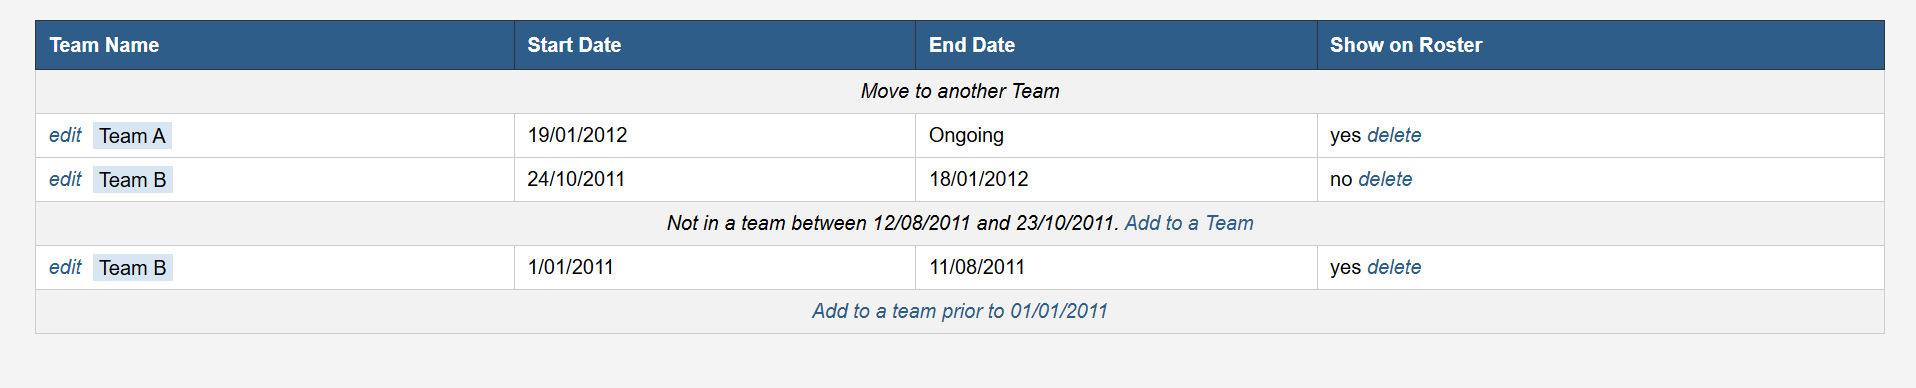 Team Name Start Date End Date Show on Roster
Move to another Team
edit Team A 19/01/2012 Ongoing yes delete
edit Team B 24/10/2011 18/01/2012 no delete
Not in a team between 12/08/2011 and 23/10/2011. Add to a Team
edit Team B 1/01/2011 11/08/2011 yes delete
Add to a team prior to 01/01/2011